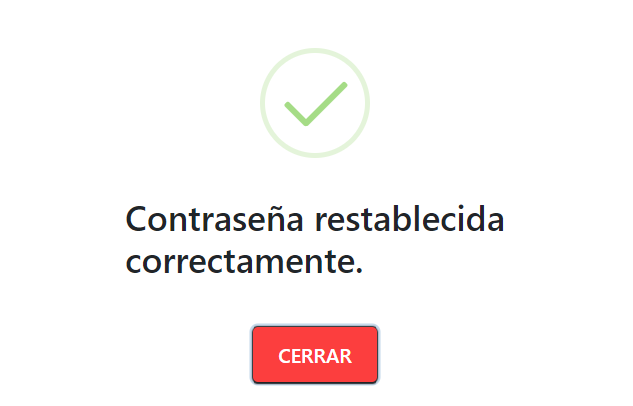 Contraseña restablecida
correctamente.
CERRAR